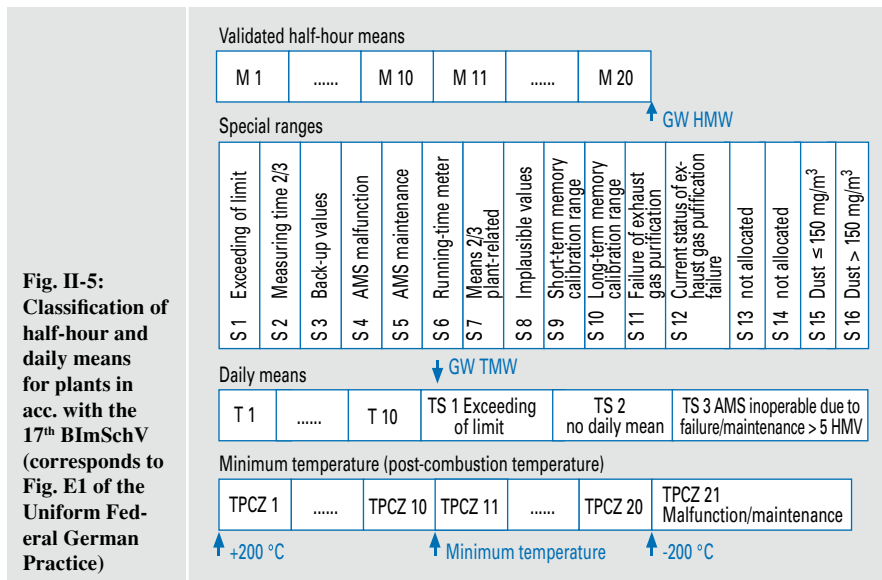 Fig. II-5:
Classification of
half-hour and
daily means
for plants in
acc. with the
17th BImSchV
(corresponds to
Fig. E1 of the
Uniform Fed-
eral German
Practice)
Validated half-hour means
M 1 ...... M 10 M 11 ...... M 20
GW HMW
Special ranges
S 1 Exceeding of limit
S 2 Measuring time 2/3
S 3 Back-up values
S 4 AMS malfunction
S 5 AMS maintenance
S 6 Running-time meter
S 7 Means 2/3
plant-related
S 8 Implausible values
S 9 Short-term memory
calibration range
S 10 Long-term memory
calibration range
S 11 Failure of exhaust
gas purification
S 12 Current status of ex-
haust gas pufification
failure
S 13 not allocated
S 14 not allocated
S 15 Dust ≤ 150 mg/m³
S 16 Dust > 150 mg/m³
GW TMW
Daily means
T 1 ...... T 10 TS 1 Exceeding
of limit
TS 2
no daily mean
TS 3 AMS inoperable due to
failure/maintenance > 5 HMV
Minimum temperature (post-combustion temperature)
TPCZ 1 ...... TPCZ 10 TPCZ 11 ...... TPCZ 20 TPCZ 21
Malfunction/maintenance
+200 °C Minimum temperature -200 °C